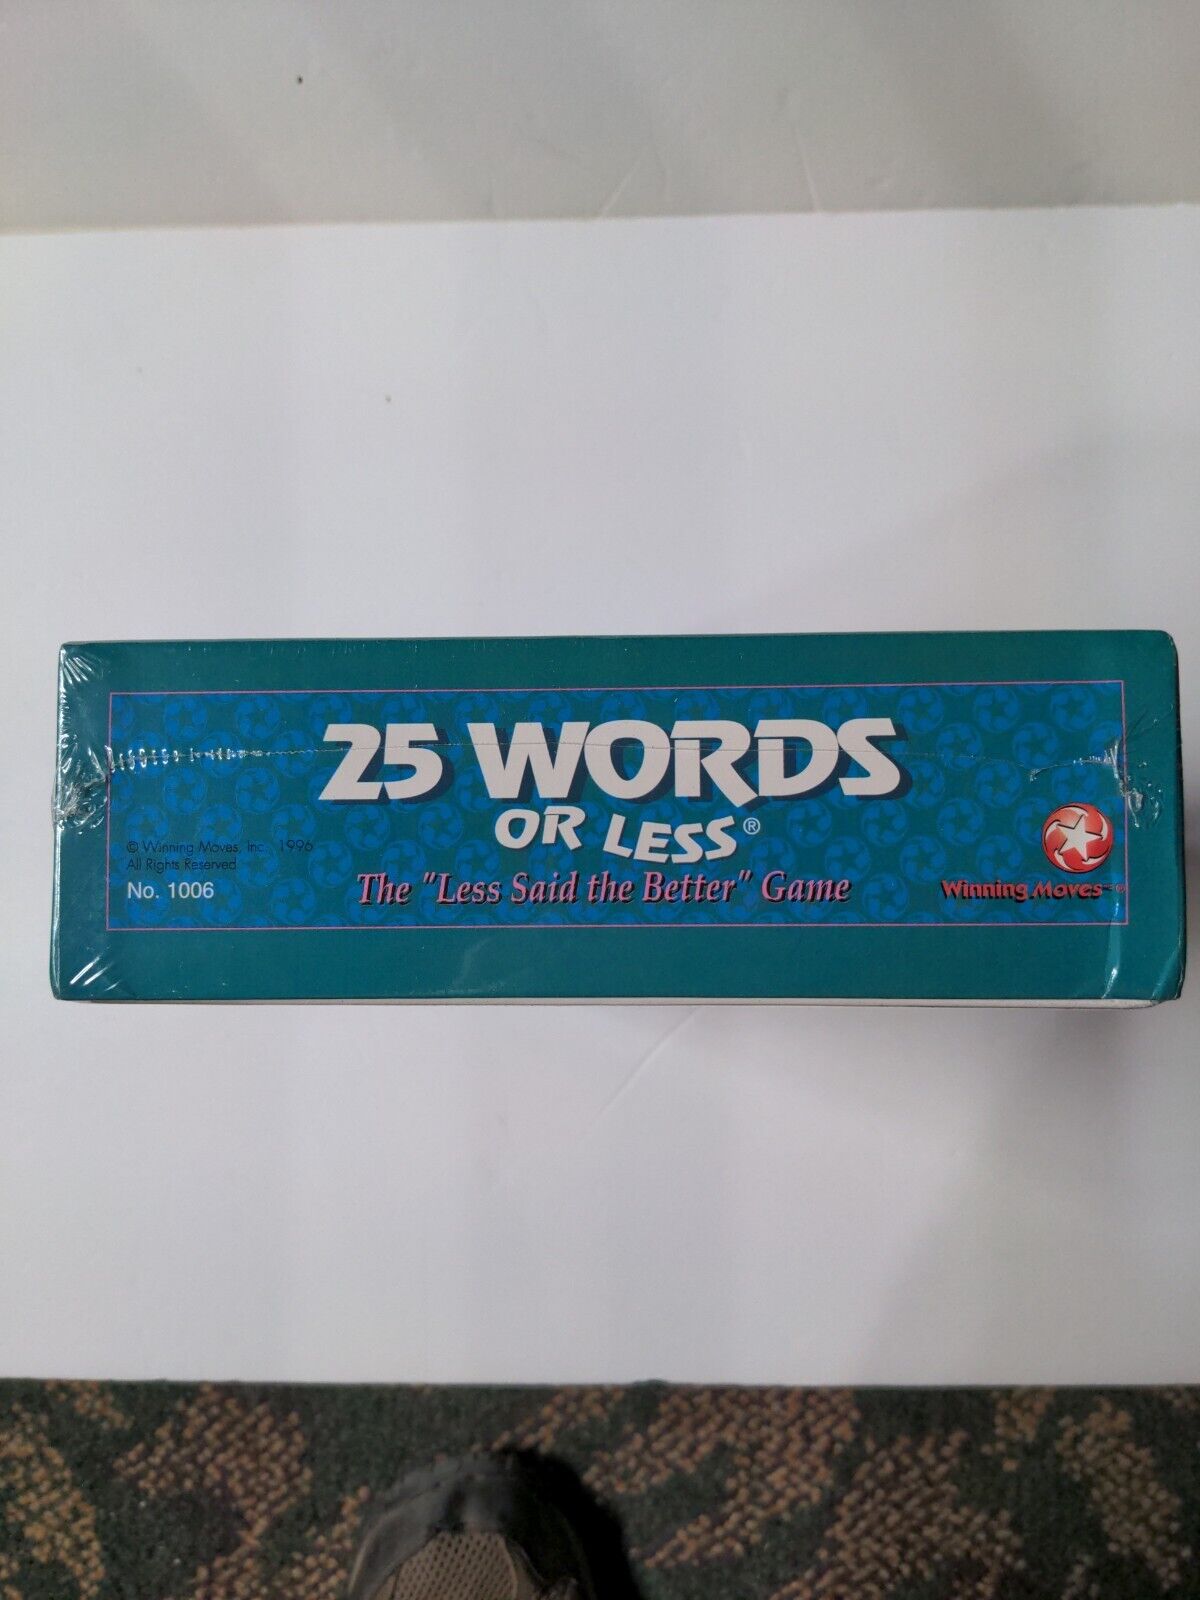 25 WORDS
OR LESS®
The "Less Said the Better" Game
© Winning Moves, Inc. 1996
All Rights Reserved
No. 1006
Winning Moves™®